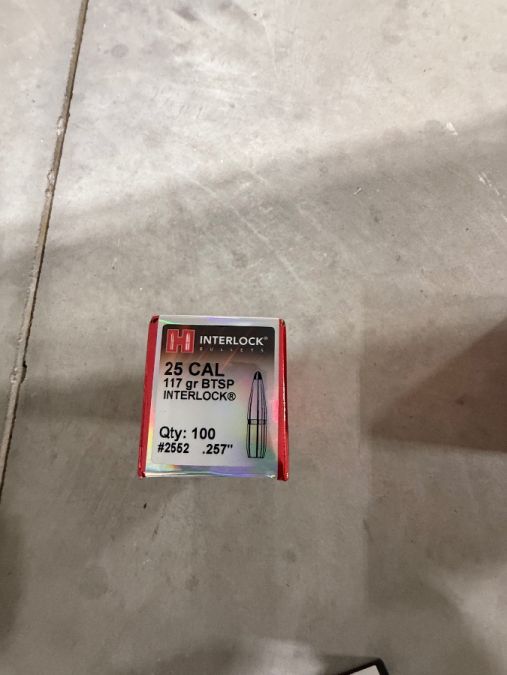 H INTERLOCK®
BULLETS
25 CAL
117 gr BTSP
INTERLOCK®
Qty: 100
#2552 .257"